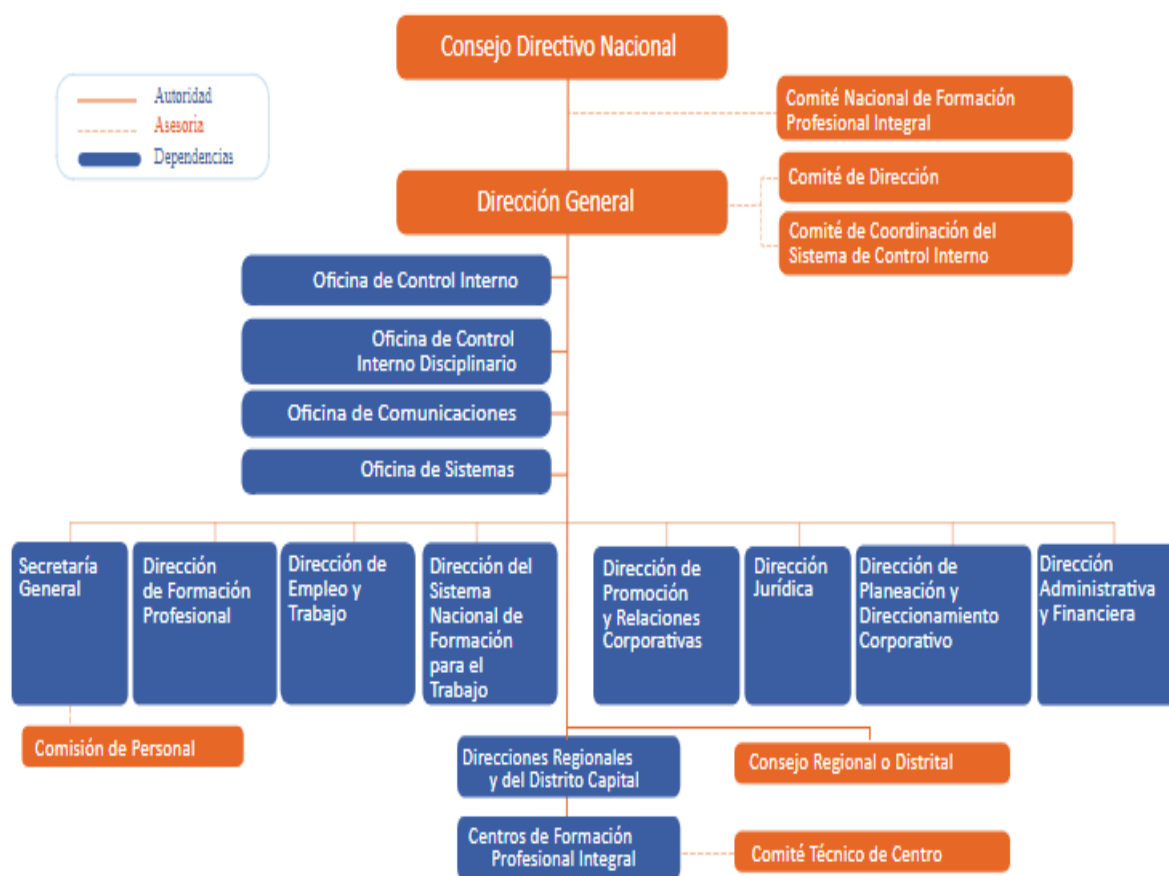 Consejo Directivo Nacional
Autoridad
Asesoria
Dependencias
Comité Nacional de Formación
Profesional Integral
Dirección General
Comité de Dirección
Comité de Coordinación del
Sistema de Control Interno
Oficina de Control Interno
Oficina de Control
Interno Disciplinario
Oficina de Comunicaciones
Oficina de Sistemas
Secretaría
General
Dirección
de Formación
Profesional
Dirección de
Empleo y
Trabajo
Dirección del
Sistema
Nacional de
Formación
para el
Trabajo
Dirección de
Promoción
y Relaciones
Corporativas
Dirección
Jurídica
Dirección de
Planeación y
Direccionamiento
Corporativo
Dirección
Administrativa
y Financiera
Comisión de Personal
Direcciones Regionales
y del Distrito Capital
Consejo Regional o Distrital
Centros de Formación
Profesional Integral
Comité Técnico de Centro